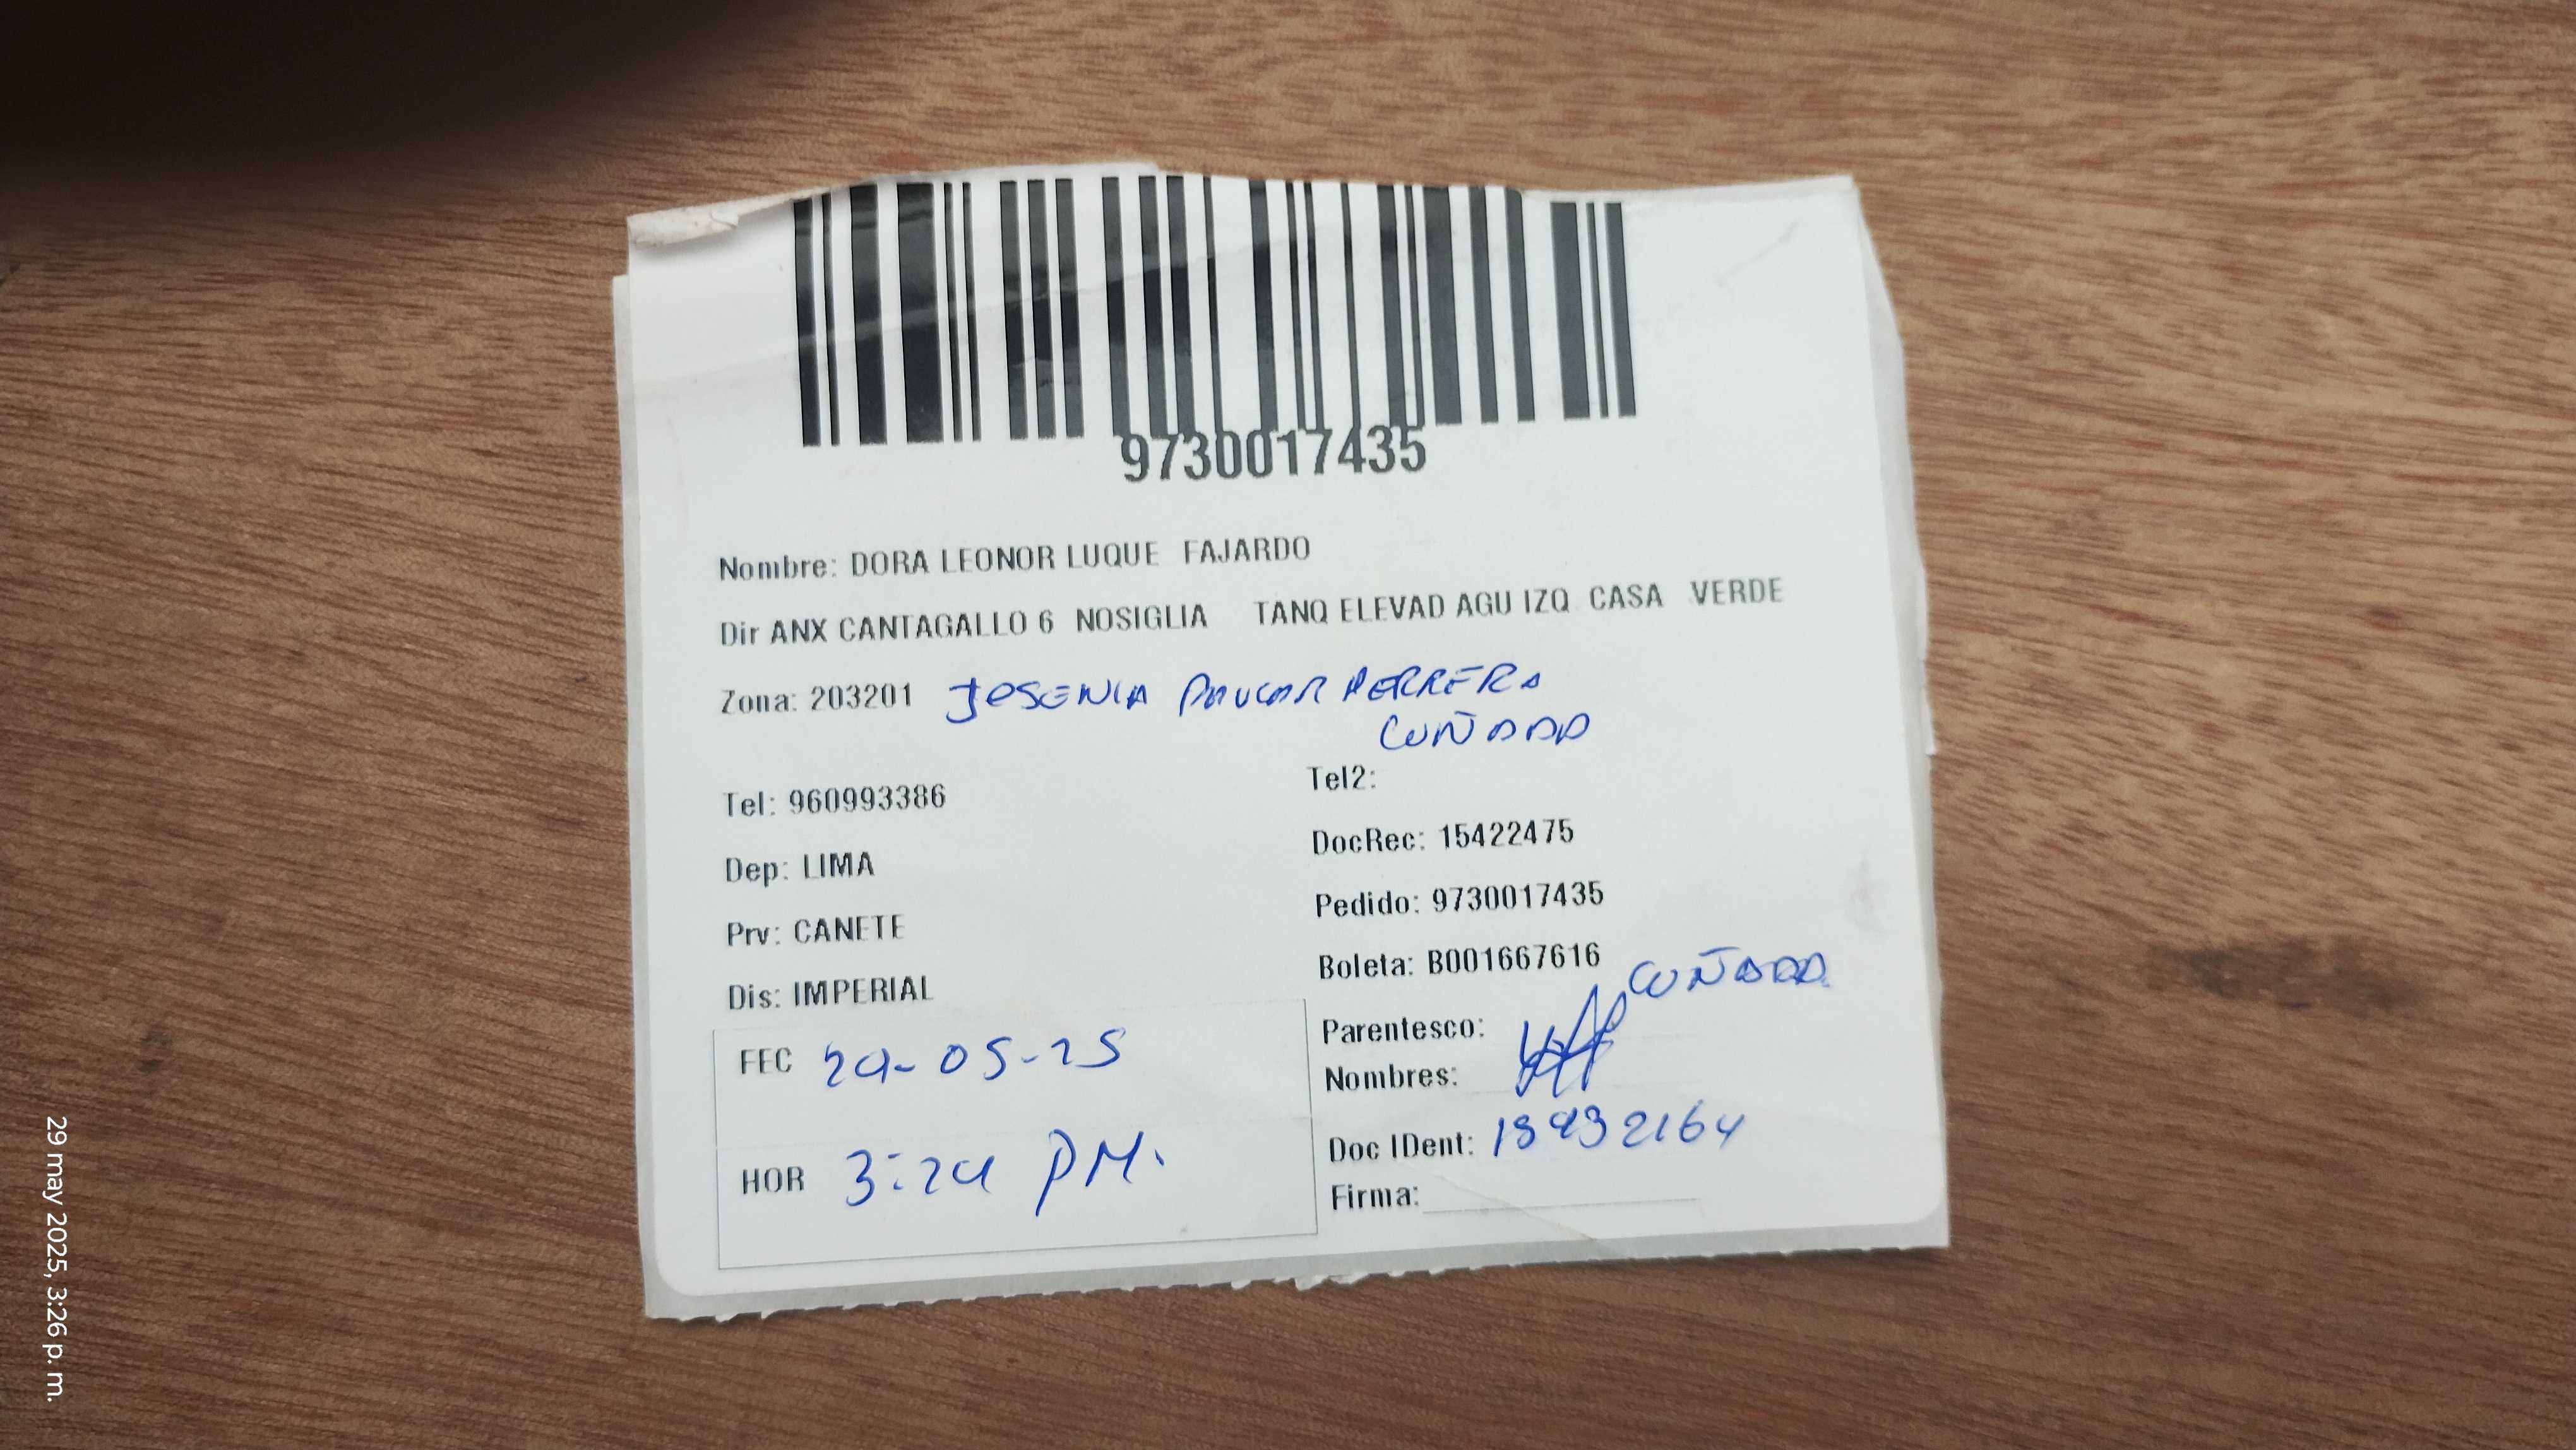 9730017435
Nombre: DORA LEONOR LUQUE FAJARDO
Dir ANX CANTAGALLO 6 NOSIGLIA TANQ ELEVAD AGU IZQ CASA VERDE
Zona: 203201 JOSENIA PAUCAR HERRERA
CUÑADA
Tel: 960993386
Tel2:
Dep: LIMA
DocRec: 15422475
Prv: CANETE
Pedido: 9730017435
Dis: IMPERIAL
Boleta: B001667616
FEC 29-05-25
Parentesco: CUÑADA
Nombres:
HOR 3:24 PM.
Doc IDent:
Firma:
29 may 2025, 3:26 p. m.